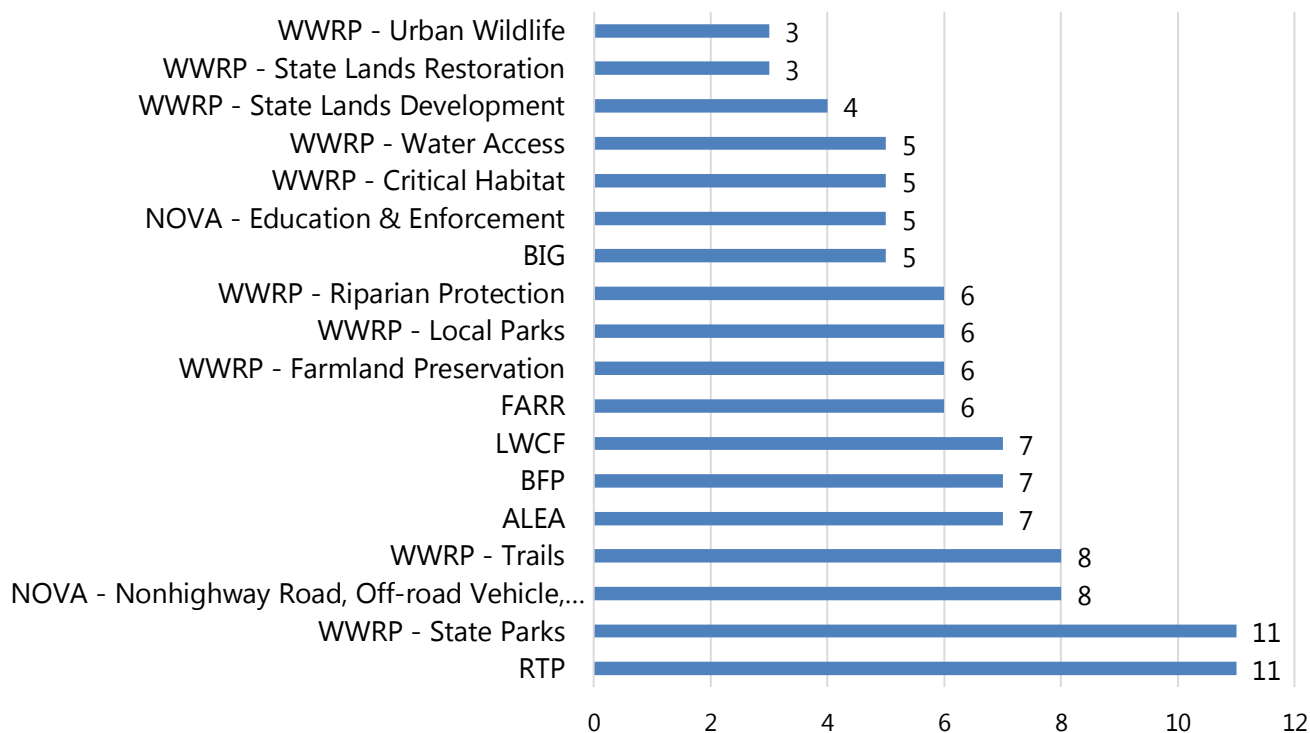 WWRP - Urban Wildlife 3
WWRP - State Lands Restoration 3
WWRP - State Lands Development 4
WWRP - Water Access 5
WWRP - Critical Habitat 5
NOVA - Education & Enforcement 5
BIG 5
WWRP - Riparian Protection 6
WWRP - Local Parks 6
WWRP - Farmland Preservation 6
FARR 6
LWCF 7
BFP 7
ALEA 7
WWRP - Trails 8
NOVA - Nonhighway Road, Off-road Vehicle,... 8
WWRP - State Parks 11
RTP 11
0 2 4 6 8 10 12